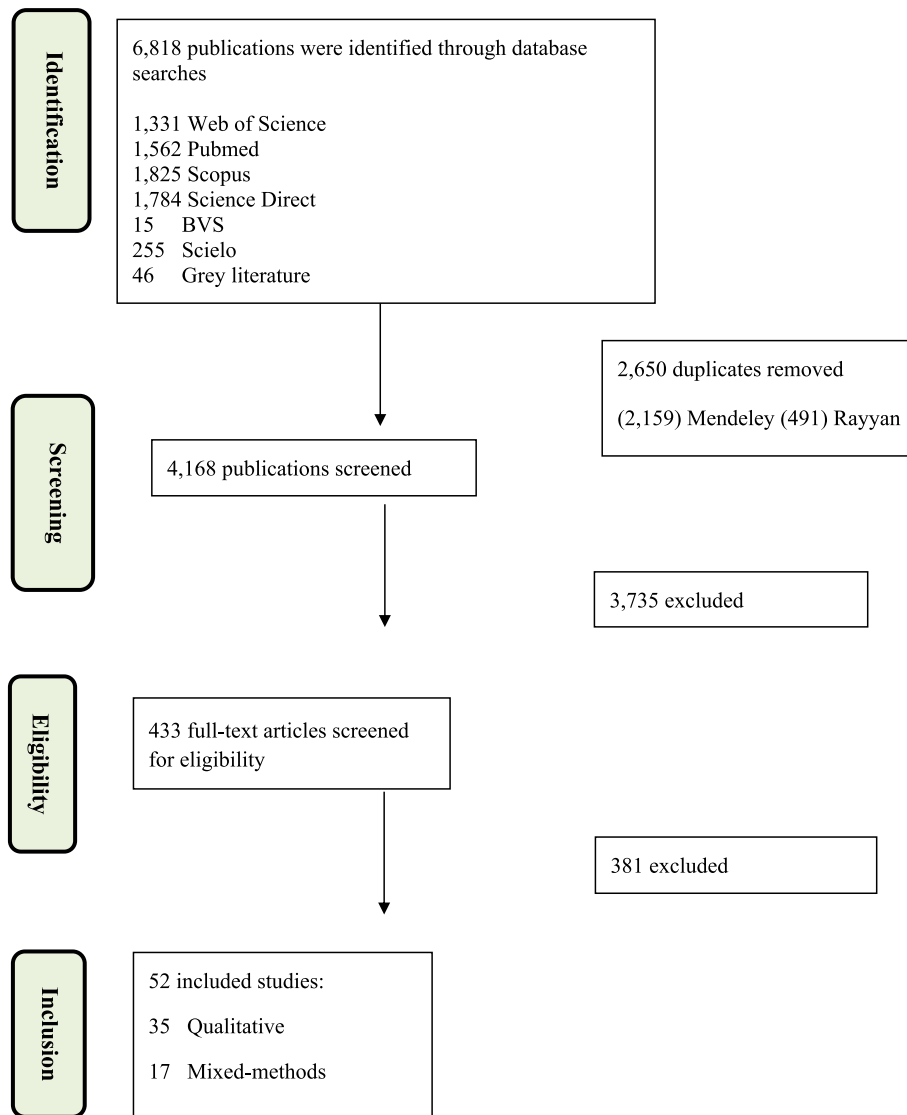 Identification
6,818 publications were identified through database
searches
1,331 Web of Science
1,562 Pubmed
1,825 Scopus
1,784 Science Direct
15 BVS
255 Scielo
46 Grey literature
2,650 duplicates removed
(2,159) Mendeley (491) Rayyan
Screening
4,168 publications screened
3,735 excluded
Eligibility
433 full-text articles screened
for eligibility
381 excluded
Inclusion
52 included studies:
35 Qualitative
17 Mixed-methods